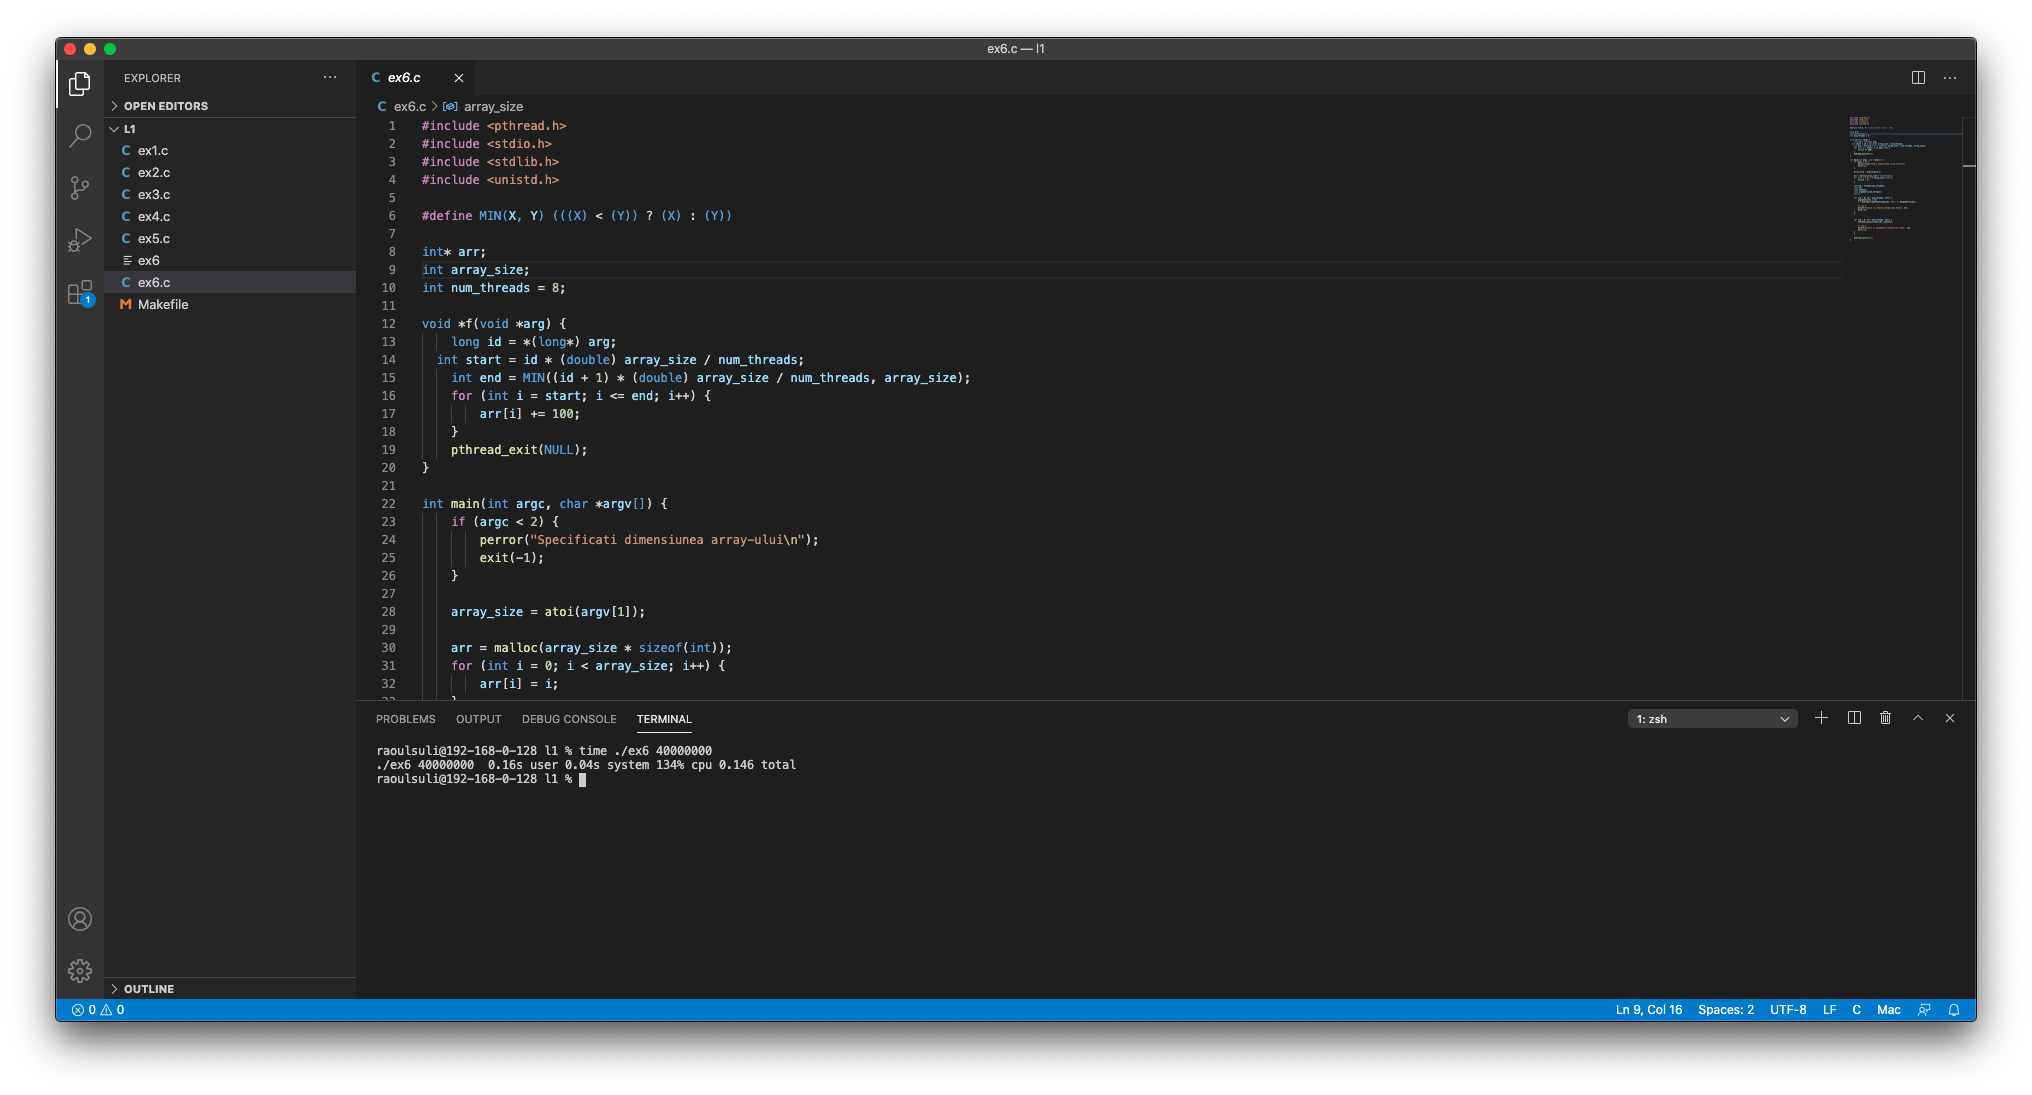 ex6.c — l1
EXPLORER
OPEN EDITORS
L1
ex1.c
ex2.c
ex3.c
ex4.c
ex5.c
ex6
ex6.c
Makefile
OUTLINE
1
ex6.c
ex6.c > array_size
1 #include <pthread.h>
2 #include <stdio.h>
3 #include <stdlib.h>
4 #include <unistd.h>
5
6 #define MIN(X, Y) (((X) < (Y)) ? (X) : (Y))
7
8 int* arr;
9 int array_size;
10 int num_threads = 8;
11
12 void *f(void *arg) {
13     long id = *(long*) arg;
14   int start = id * (double) array_size / num_threads;
15     int end = MIN((id + 1) * (double) array_size / num_threads, array_size);
16     for (int i = start; i <= end; i++) {
17         arr[i] += 100;
18     }
19     pthread_exit(NULL);
20 }
21
22 int main(int argc, char *argv[]) {
23     if (argc < 2) {
24         perror("Specificati dimensiunea array-ului\n");
25         exit(-1);
26     }
27
28     array_size = atoi(argv[1]);
29
30     arr = malloc(array_size * sizeof(int));
31     for (int i = 0; i < array_size; i++) {
32         arr[i] = i;
PROBLEMS OUTPUT DEBUG CONSOLE TERMINAL
1: zsh
raoulsuli@192-168-0-128 l1 % time ./ex6 40000000
./ex6 40000000  0.16s user 0.04s system 134% cpu 0.146 total
raoulsuli@192-168-0-128 l1 %
0 0
Ln 9, Col 16 Spaces: 2 UTF-8 LF C Mac